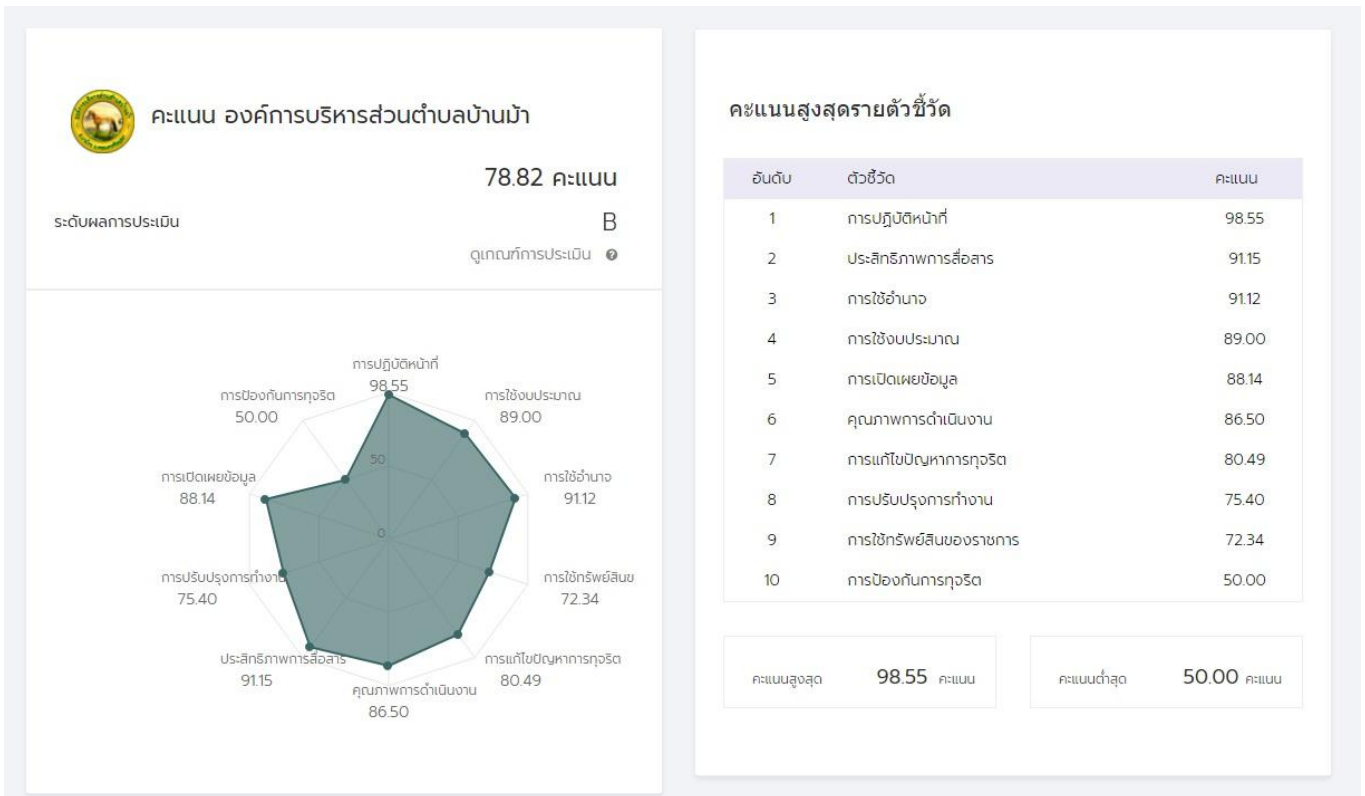 คะแนน องค์การบริหารส่วนตำบลบ้านม้า
78.82 คะแนน
ระดับผลการประเมิน B
ดูเกณฑ์การประเมิน
การปฏิบัติหน้าที่
98.55
การป้องกันการทุจริต
50.00
การใช้งบประมาณ
89.00
50
การเปิดเผยข้อมูล
88.14
การใช้อำนาจ
91.12
0
การปรับปรุงการทำงาน
75.40
การใช้ทรัพย์สินข
72.34
ประสิทธิภาพการสื่อสาร
91.15
การแก้ไขปัญหาการทุจริต
80.49
คุณภาพการดำเนินงาน
86.50
คะแนนสูงสุดรายตัวชี้วัด
อันดับ ตัวชี้วัด คะแนน
1 การปฏิบัติหน้าที่ 98.55
2 ประสิทธิภาพการสื่อสาร 91.15
3 การใช้อำนาจ 91.12
4 การใช้งบประมาณ 89.00
5 การเปิดเผยข้อมูล 88.14
6 คุณภาพการดำเนินงาน 86.50
7 การแก้ไขปัญหาการทุจริต 80.49
8 การปรับปรุงการทำงาน 75.40
9 การใช้ทรัพย์สินของราชการ 72.34
10 การป้องกันการทุจริต 50.00
คะแนนสูงสุด 98.55 คะแนน
คะแนนต่ำสุด 50.00 คะแนน